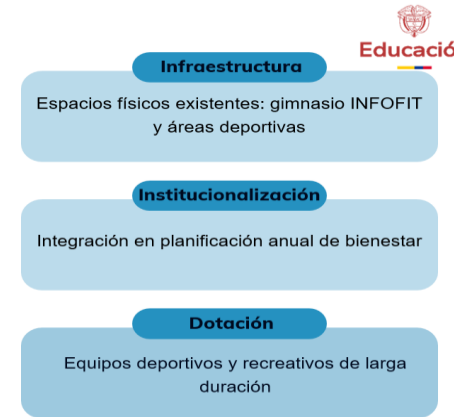 Educació
Infraestructura
Espacios físicos existentes: gimnasio INFOFIT
y áreas deportivas
Institucionalización
Integración en planificación anual de bienestar
Dotación
Equipos deportivos y recreativos de larga
duración